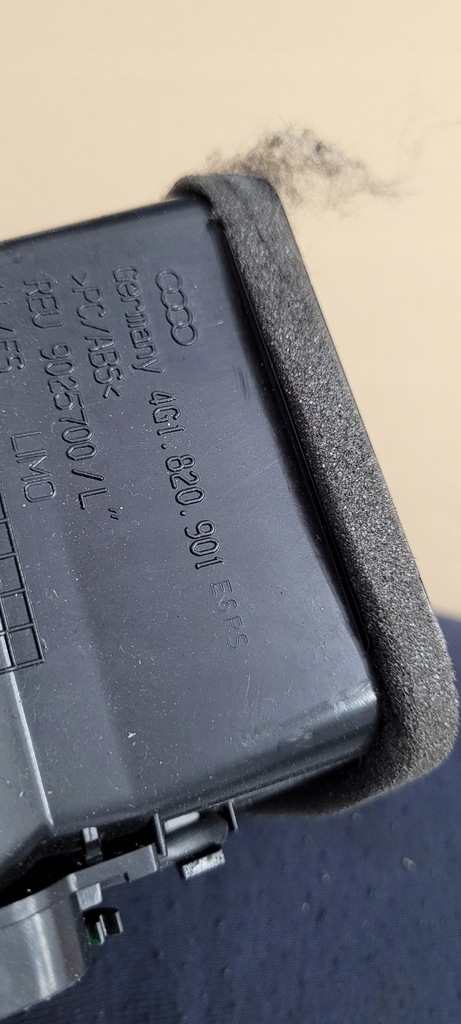 Germany 4G1.820.901 E6PS
>PC/ABS<
REU 9025700/L"
LIMO